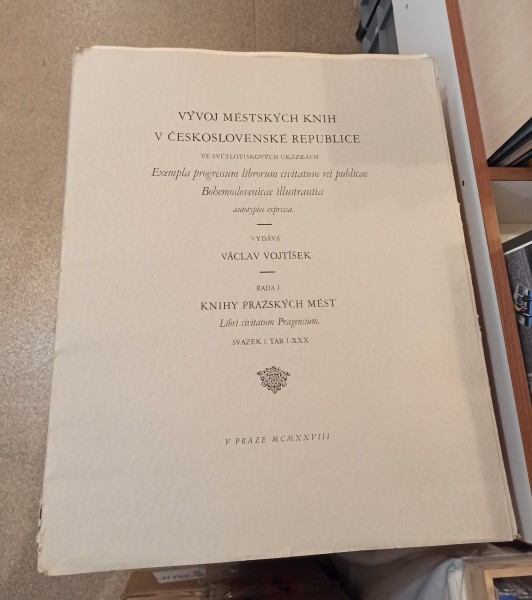 VÝVOJ MĚSTSKÝCH KNIH
V ČESKOSLOVENSKÉ REPUBLICE
VE SVĚTLOTISKOVÝCH UKÁZKÁCH
Exempla progressum librorum civitatum rei publicae
Bohemoslovenicae illustrantia
autotypice expressa.
VYDÁVÁ
VÁCLAV VOJTÍŠEK
ŘADA I
KNIHY PRAŽSKÝCH MĚST
Libri civitatum Pragensium.
SVAZEK 1. TAB I-XXX.
V PRAZE MCMXXVIII